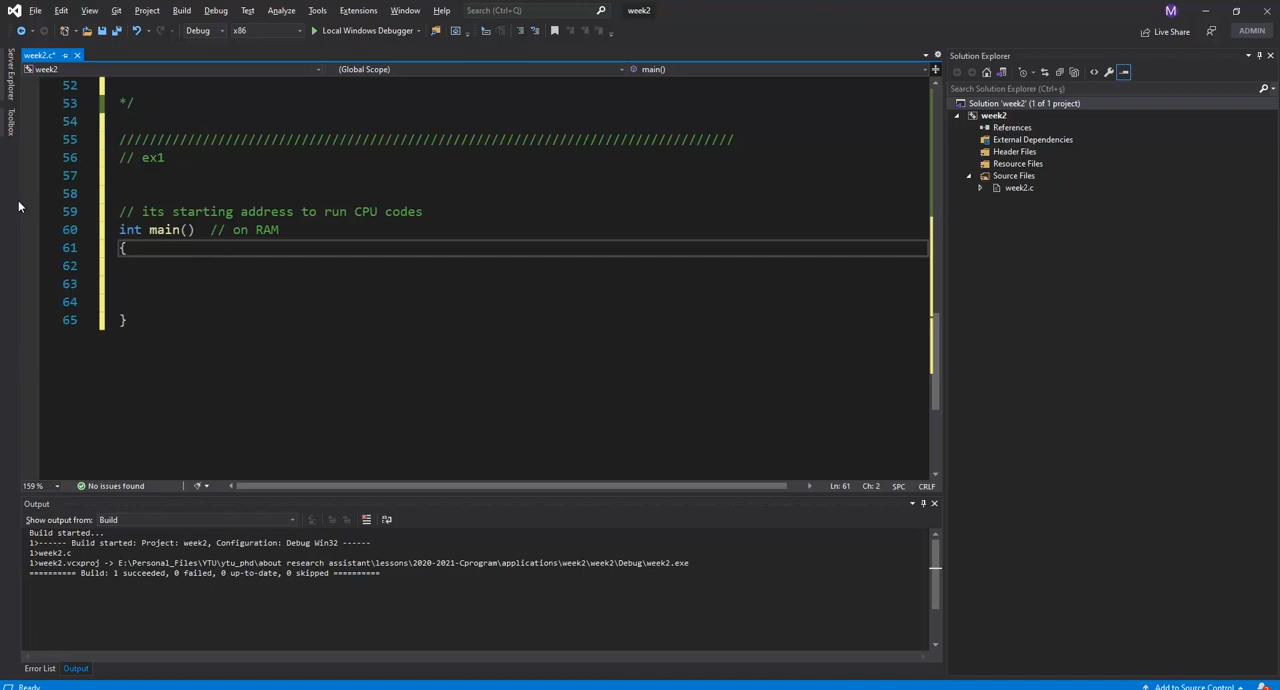 File Edit View Git Project Build Debug Test Analyze Tools Extensions Window Help Search (Ctrl+Q) week2 M
Debug x86 Local Windows Debugger Live Share ADMIN
week2.c*
week2 (Global Scope) main()
Server Explorer
Toolbox
52
53 */
54
55 /////////////////////////////////////////////////////////////////////////////////
56 // ex1
57
58
59 // its starting address to run CPU codes
60 int main() // on RAM
61 {
62
63
64
65 }
159 % No issues found Ln: 61 Ch: 2 SPC CRLF
Output
Show output from: Build
Build started...
1>------ Build started: Project: week2, Configuration: Debug Win32 ------
1>week2.c
1>week2.vcxproj -> E:\Personal_Files\YTU\ytu_phd\about research assistant\lessons\2020-2021-Cprogram\applications\week2\week2\Debug\week2.exe
========== Build: 1 succeeded, 0 failed, 0 up-to-date, 0 skipped ==========
Error List Output
Solution Explorer
Search Solution Explorer (Ctrl+ş)
Solution 'week2' (1 of 1 project)
week2
References
External Dependencies
Header Files
Resource Files
Source Files
week2.c
Ready Add to Source Control